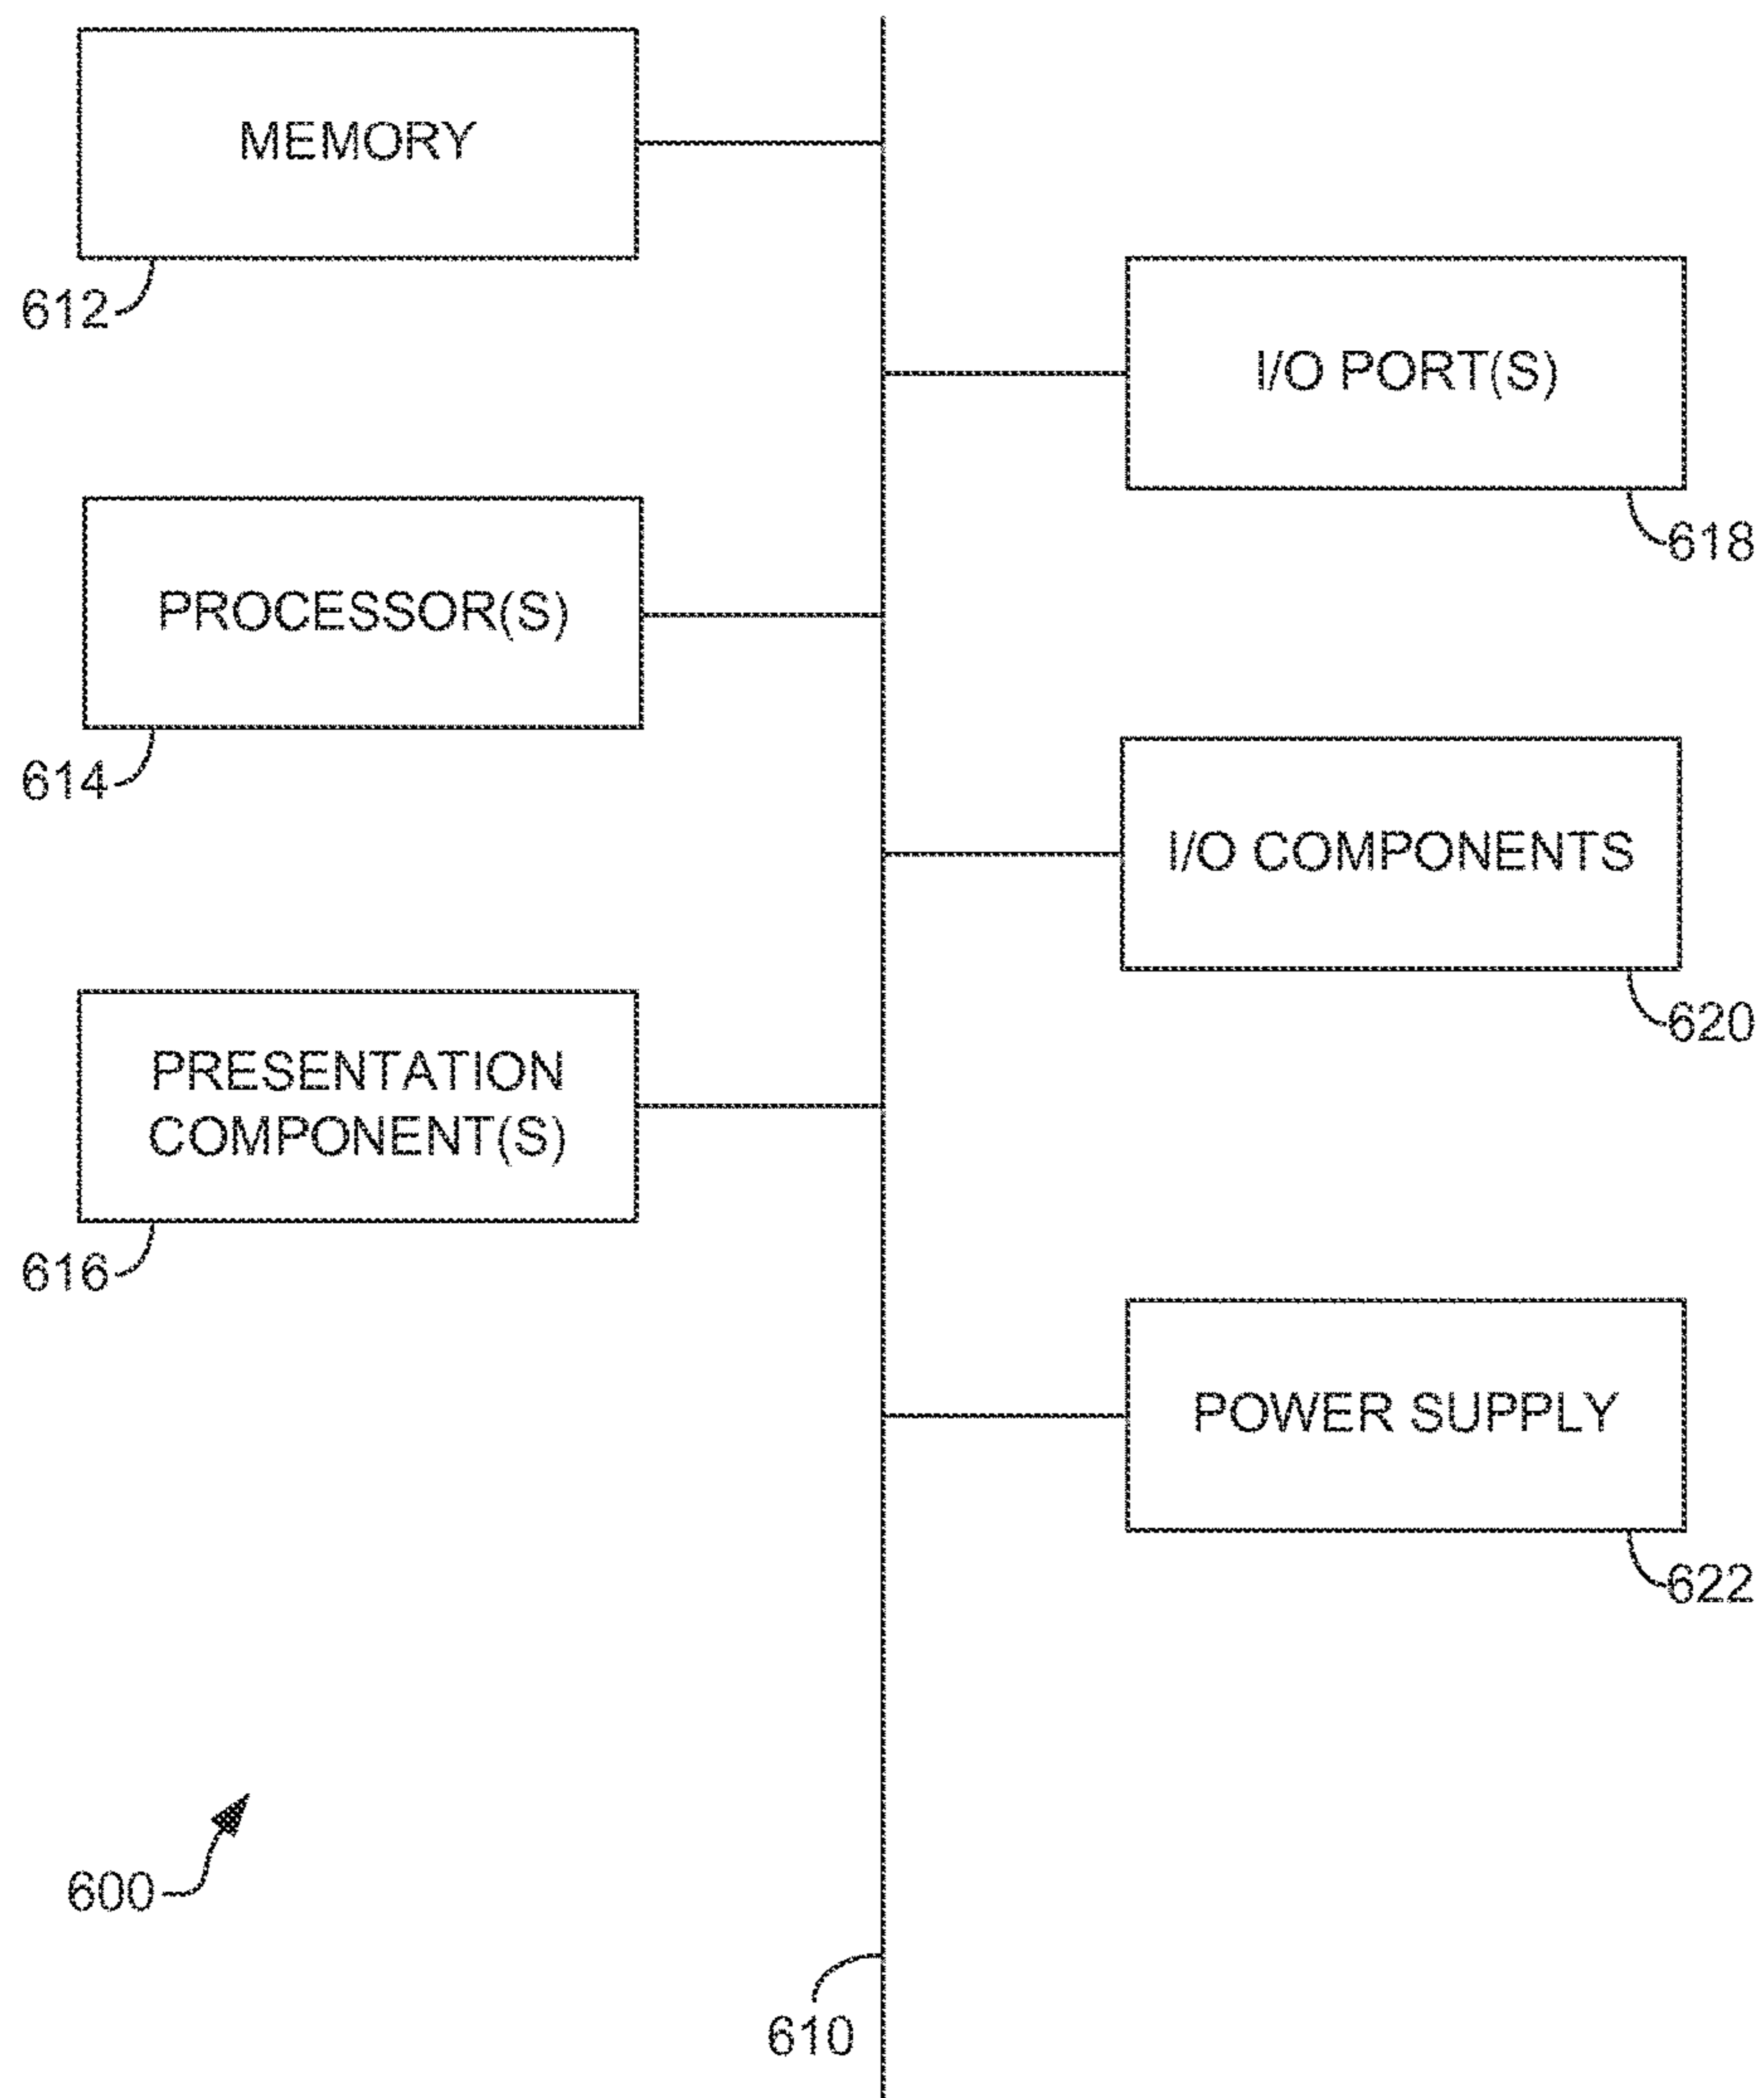 MEMORY
612
I/O PORT(S)
618
PROCESSOR(S)
614
I/O COMPONENTS
620
PRESENTATION
COMPONENT(S)
616
POWER SUPPLY
622
600
610